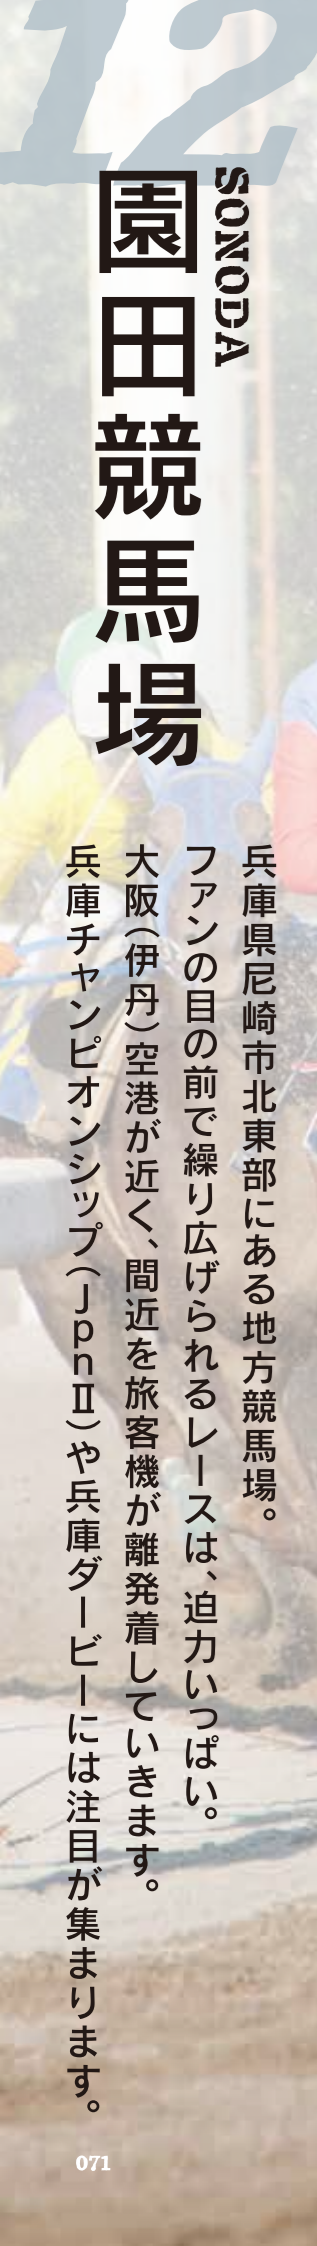 12
SONODA
園田競馬場
兵庫県尼崎市北東部にある地方競馬場。
ファンの目の前で繰り広げられるレースは、迫力いっぱい。
大阪(伊丹)空港が近く、間近を旅客機が離発着していきます。
兵庫チャンピオンシップ(JpnⅡ)や兵庫ダービーには注目が集まります。
071